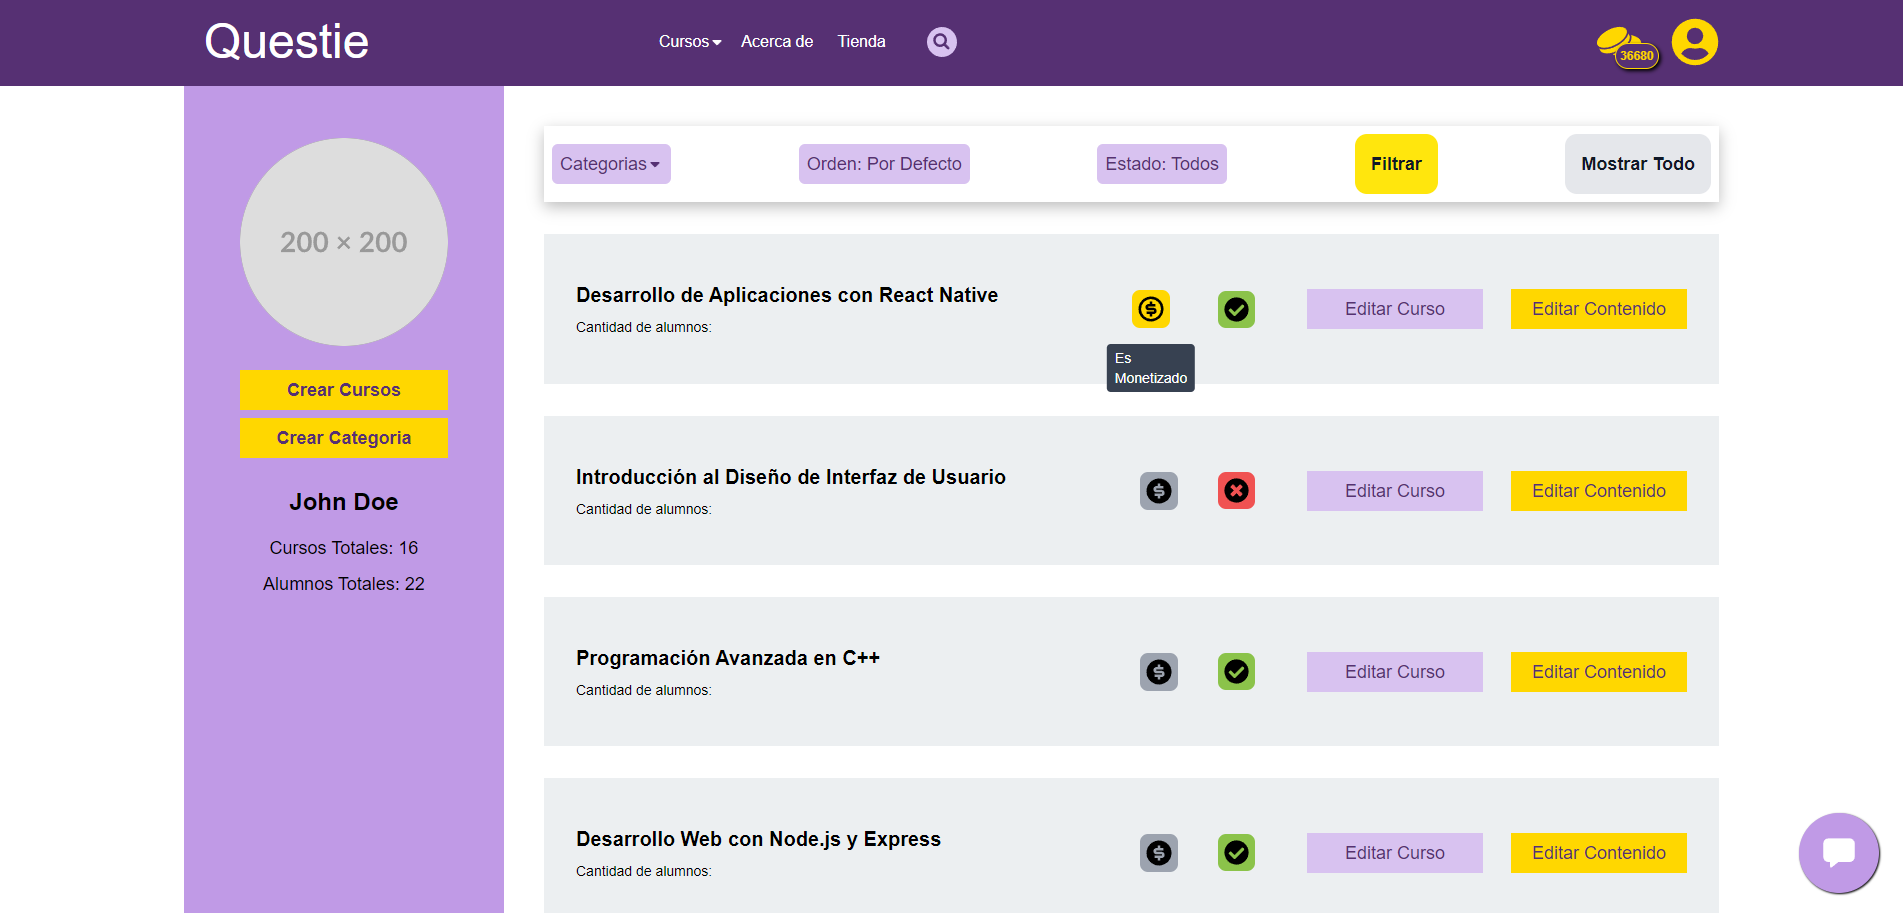 Questie
Cursos
Acerca de
Tienda
36680
200 × 200
Crear Cursos
Crear Categoria
John Doe
Cursos Totales: 16
Alumnos Totales: 22
Categorias
Orden: Por Defecto
Estado: Todos
Filtrar
Mostrar Todo
Desarrollo de Aplicaciones con React Native
Cantidad de alumnos:
Es
Monetizado
Editar Curso
Editar Contenido
Introducción al Diseño de Interfaz de Usuario
Cantidad de alumnos:
Editar Curso
Editar Contenido
Programación Avanzada en C++
Cantidad de alumnos:
Editar Curso
Editar Contenido
Desarrollo Web con Node.js y Express
Cantidad de alumnos:
Editar Curso
Editar Contenido